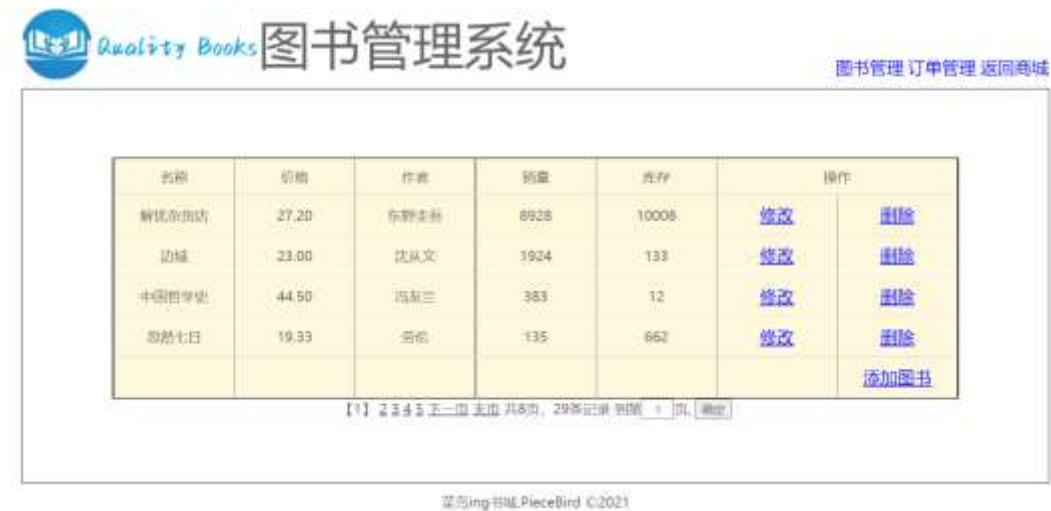 Quality Books 图书管理系统
图书管理 订单管理 返回商城
名称 价格 作者 销量 库存 操作
解忧杂货店 27.20 东野圭吾 8928 10008 修改 删除
边城 23.00 沈从文 1924 133 修改 删除
中国哲学史 44.50 冯友兰 383 12 修改 删除
忽然七日 19.33 劳伦 135 662 修改 删除
添加图书
【1】 2 3 4 5 下一页 末页 共8页，29条记录 到第 1 页 确定
菜鸟ing书城.PieceBird ©2021